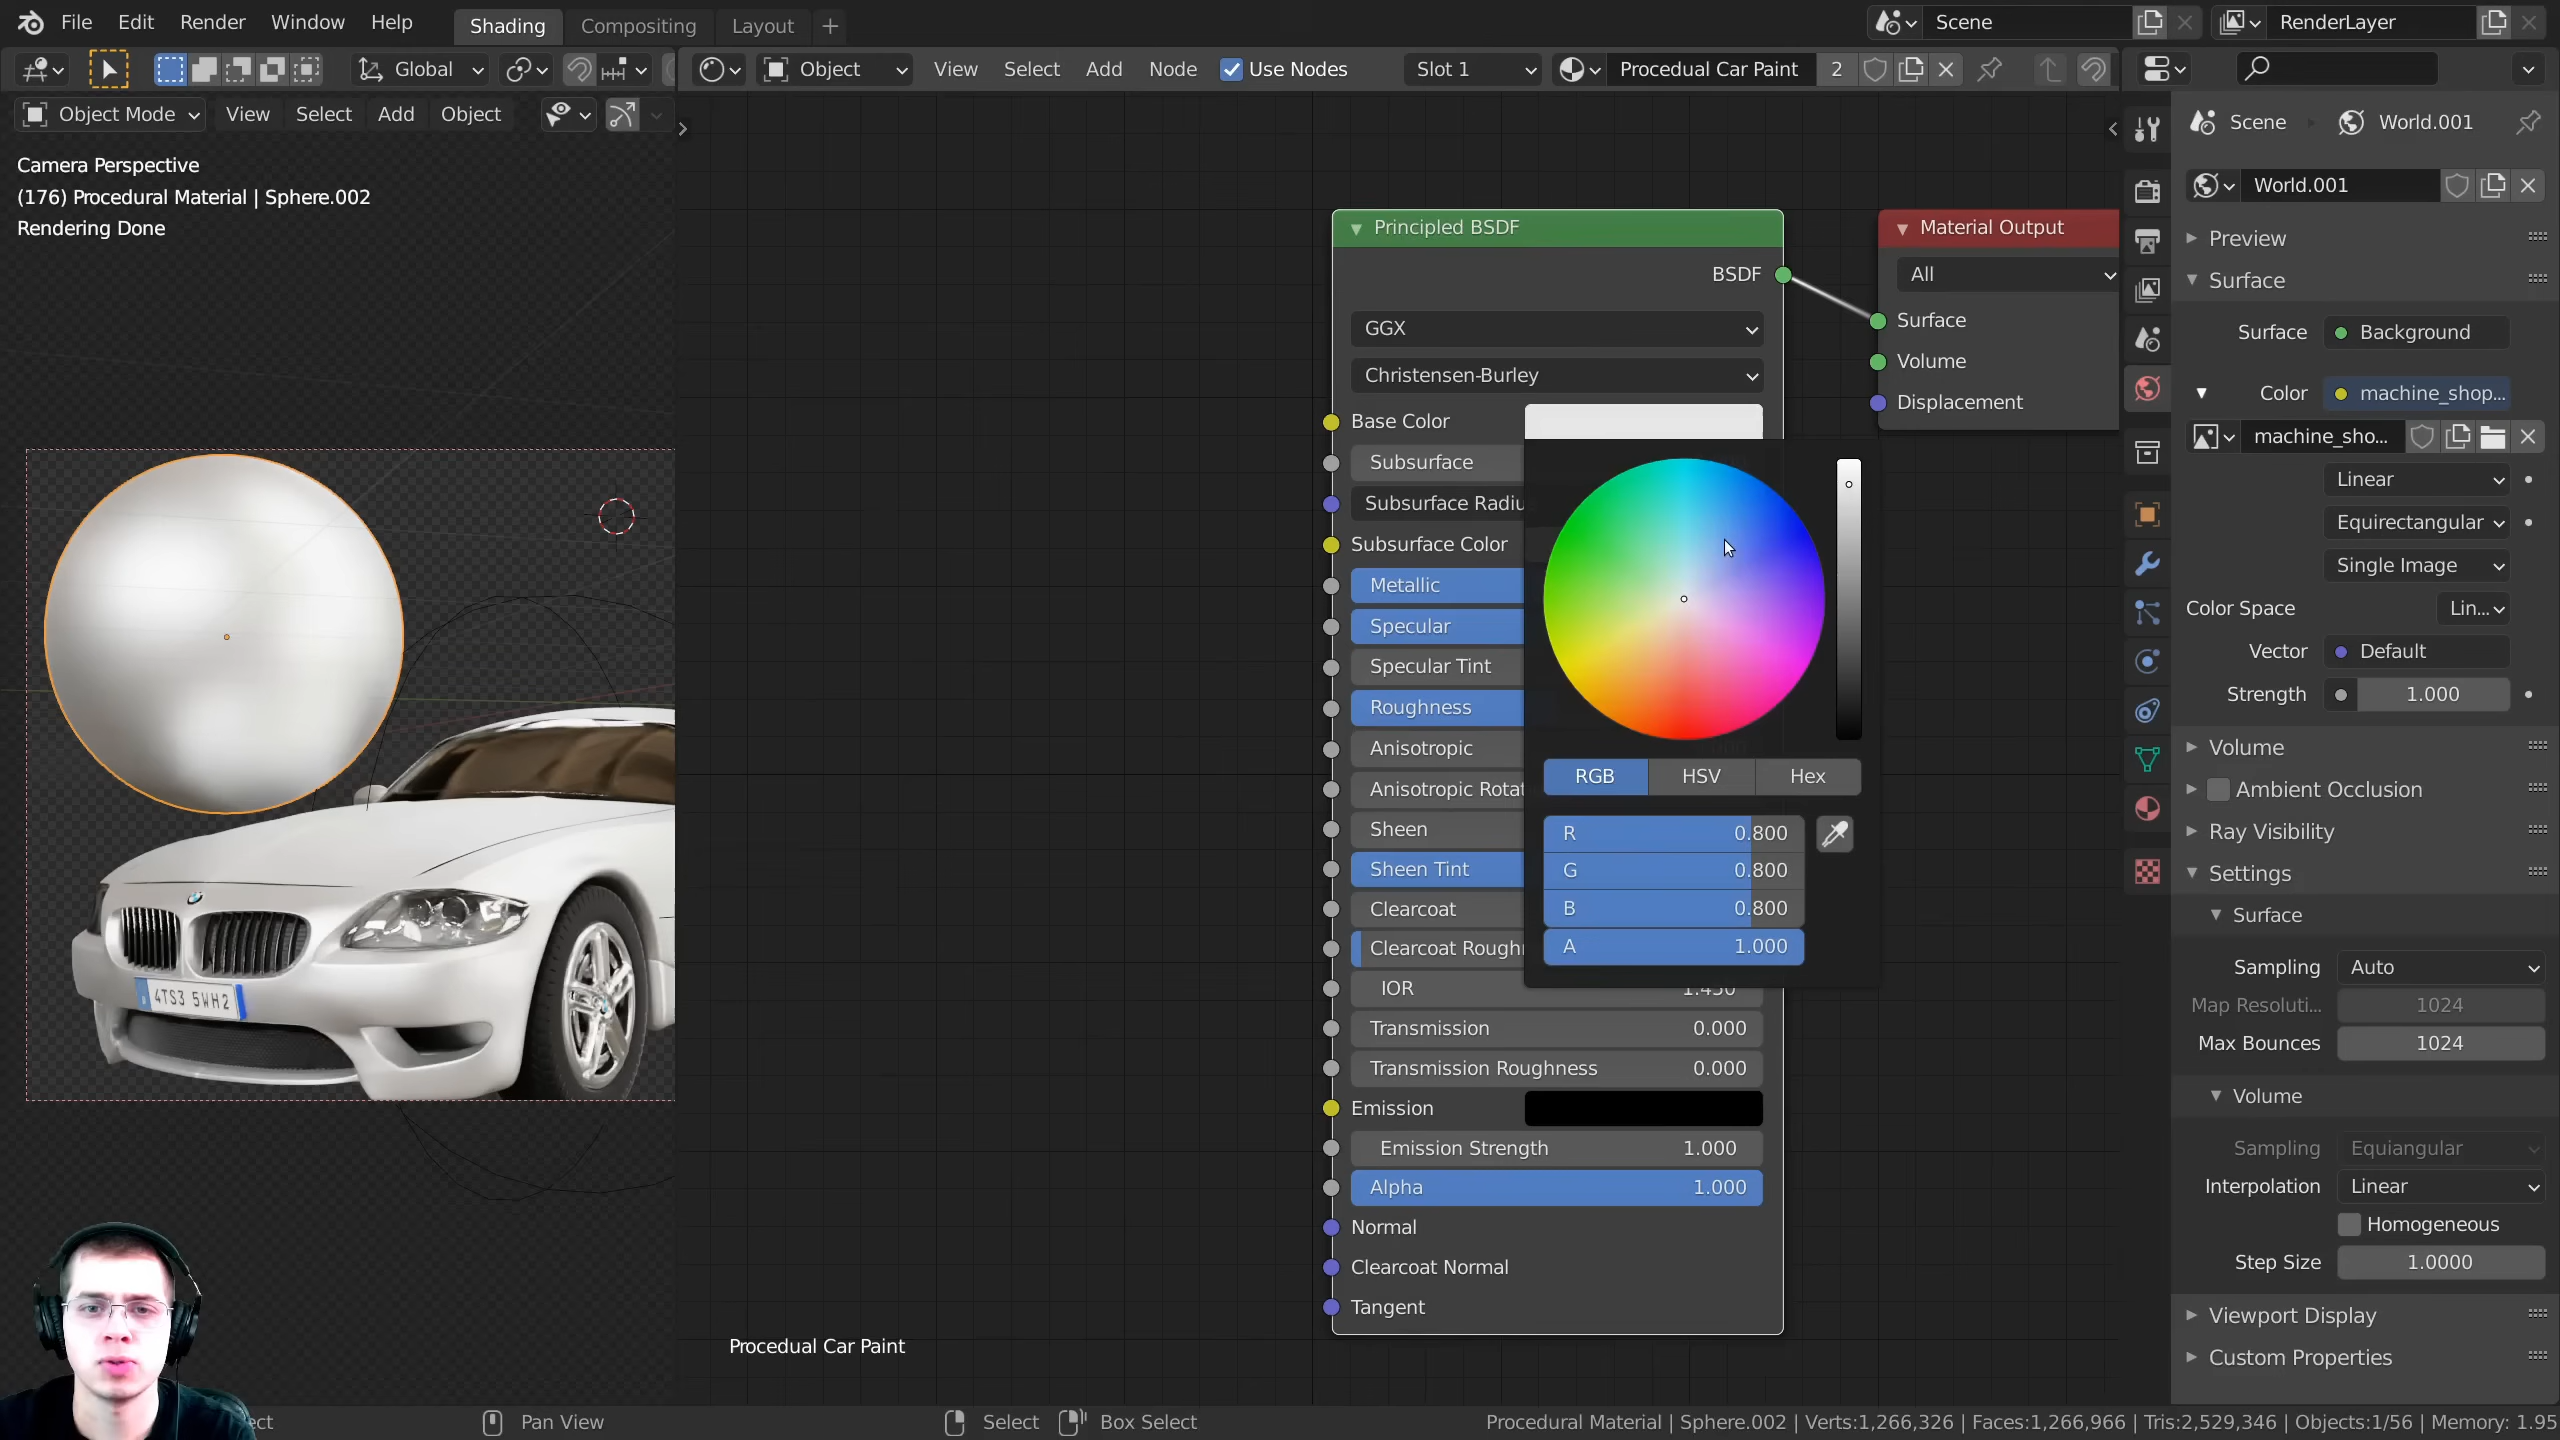 File Edit Render Window Help Shading Compositing Layout + Scene RenderLayer
Global Object View Select Add Node Use Nodes Slot 1 Procedual Car Paint 2
Object Mode View Select Add Object
Camera Perspective
(176) Procedural Material | Sphere.002
Rendering Done
4TS3 5WH2
Principled BSDF
BSDF
GGX
Christensen-Burley
Base Color
Subsurface
Subsurface Radiu
Subsurface Color
Metallic
Specular
Specular Tint
Roughness
Anisotropic
Anisotropic Rotat
Sheen
Sheen Tint
Clearcoat
Clearcoat Roughn
IOR 1.450
Transmission 0.000
Transmission Roughness 0.000
Emission
Emission Strength 1.000
Alpha 1.000
Normal
Clearcoat Normal
Tangent
RGB HSV Hex
R 0.800
G 0.800
B 0.800
A 1.000
Material Output
All
Surface
Volume
Displacement
Procedual Car Paint
Scene World.001
World.001
Preview
Surface
Surface Background
Color machine_shop...
machine_sho...
Linear
Equirectangular
Single Image
Color Space Lin...
Vector Default
Strength 1.000
Volume
Ambient Occlusion
Ray Visibility
Settings
Surface
Sampling Auto
Map Resoluti... 1024
Max Bounces 1024
Volume
Sampling Equiangular
Interpolation Linear
Homogeneous
Step Size 1.0000
Viewport Display
Custom Properties
ect Pan View Select Box Select Procedural Material | Sphere.002 | Verts:1,266,326 | Faces:1,266,966 | Tris:2,529,346 | Objects:1/56 | Memory: 1.95